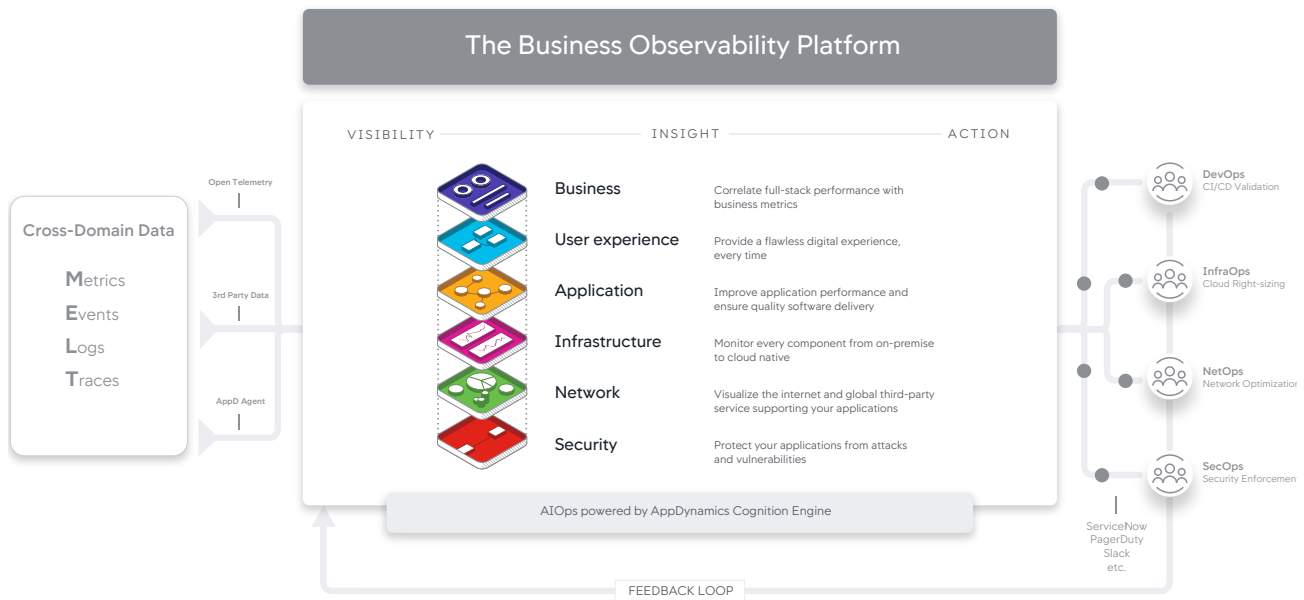 The Business Observability Platform
VISIBILITY
INSIGHT
ACTION
Open Telemetry
3rd Party Data
AppD Agent
Cross-Domain Data
Metrics
Events
Logs
Traces
Business
Correlate full-stack performance with
business metrics
User experience
Provide a flawless digital experience,
every time
Application
Improve application performance and
ensure quality software delivery
Infrastructure
Monitor every component from on-premise
to cloud native
Network
Visualize the internet and global third-party
service supporting your applications
Security
Protect your applications from attacks
and vulnerabilities
AIOps powered by AppDynamics Cognition Engine
DevOps
CI/CD Validation
InfraOps
Cloud Right-sizing
NetOps
Network Optimization
SecOps
Security Enforcement
ServiceNow
PagerDuty
Slack
etc.
FEEDBACK LOOP